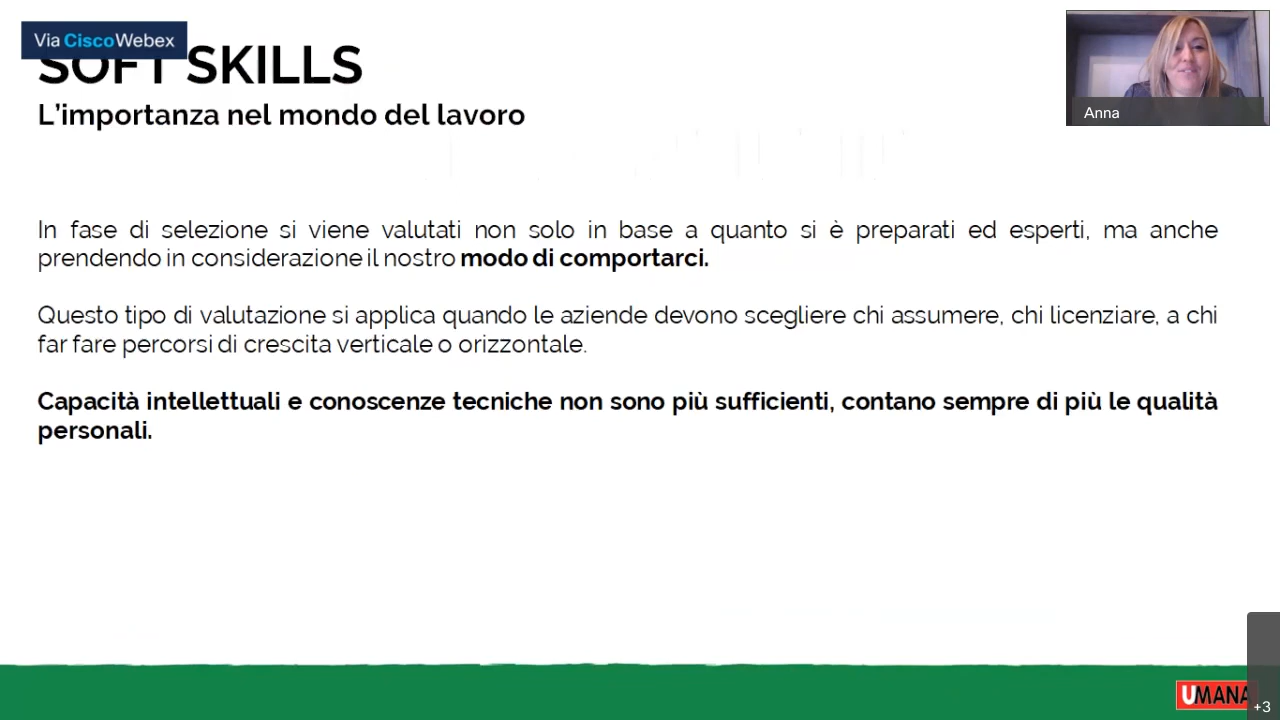 Via Cisco Webex
SOFT SKILLS
L'importanza nel mondo del lavoro
Anna
In fase di selezione si viene valutati non solo in base a quanto si è preparati ed esperti, ma anche
prendendo in considerazione il nostro modo di comportarci.
Questo tipo di valutazione si applica quando le aziende devono scegliere chi assumere, chi licenziare, a chi
far fare percorsi di crescita verticale o orizzontale.
Capacità intellettuali e conoscenze tecniche non sono più sufficienti, contano sempre di più le qualità
personali.
UMANA
+3